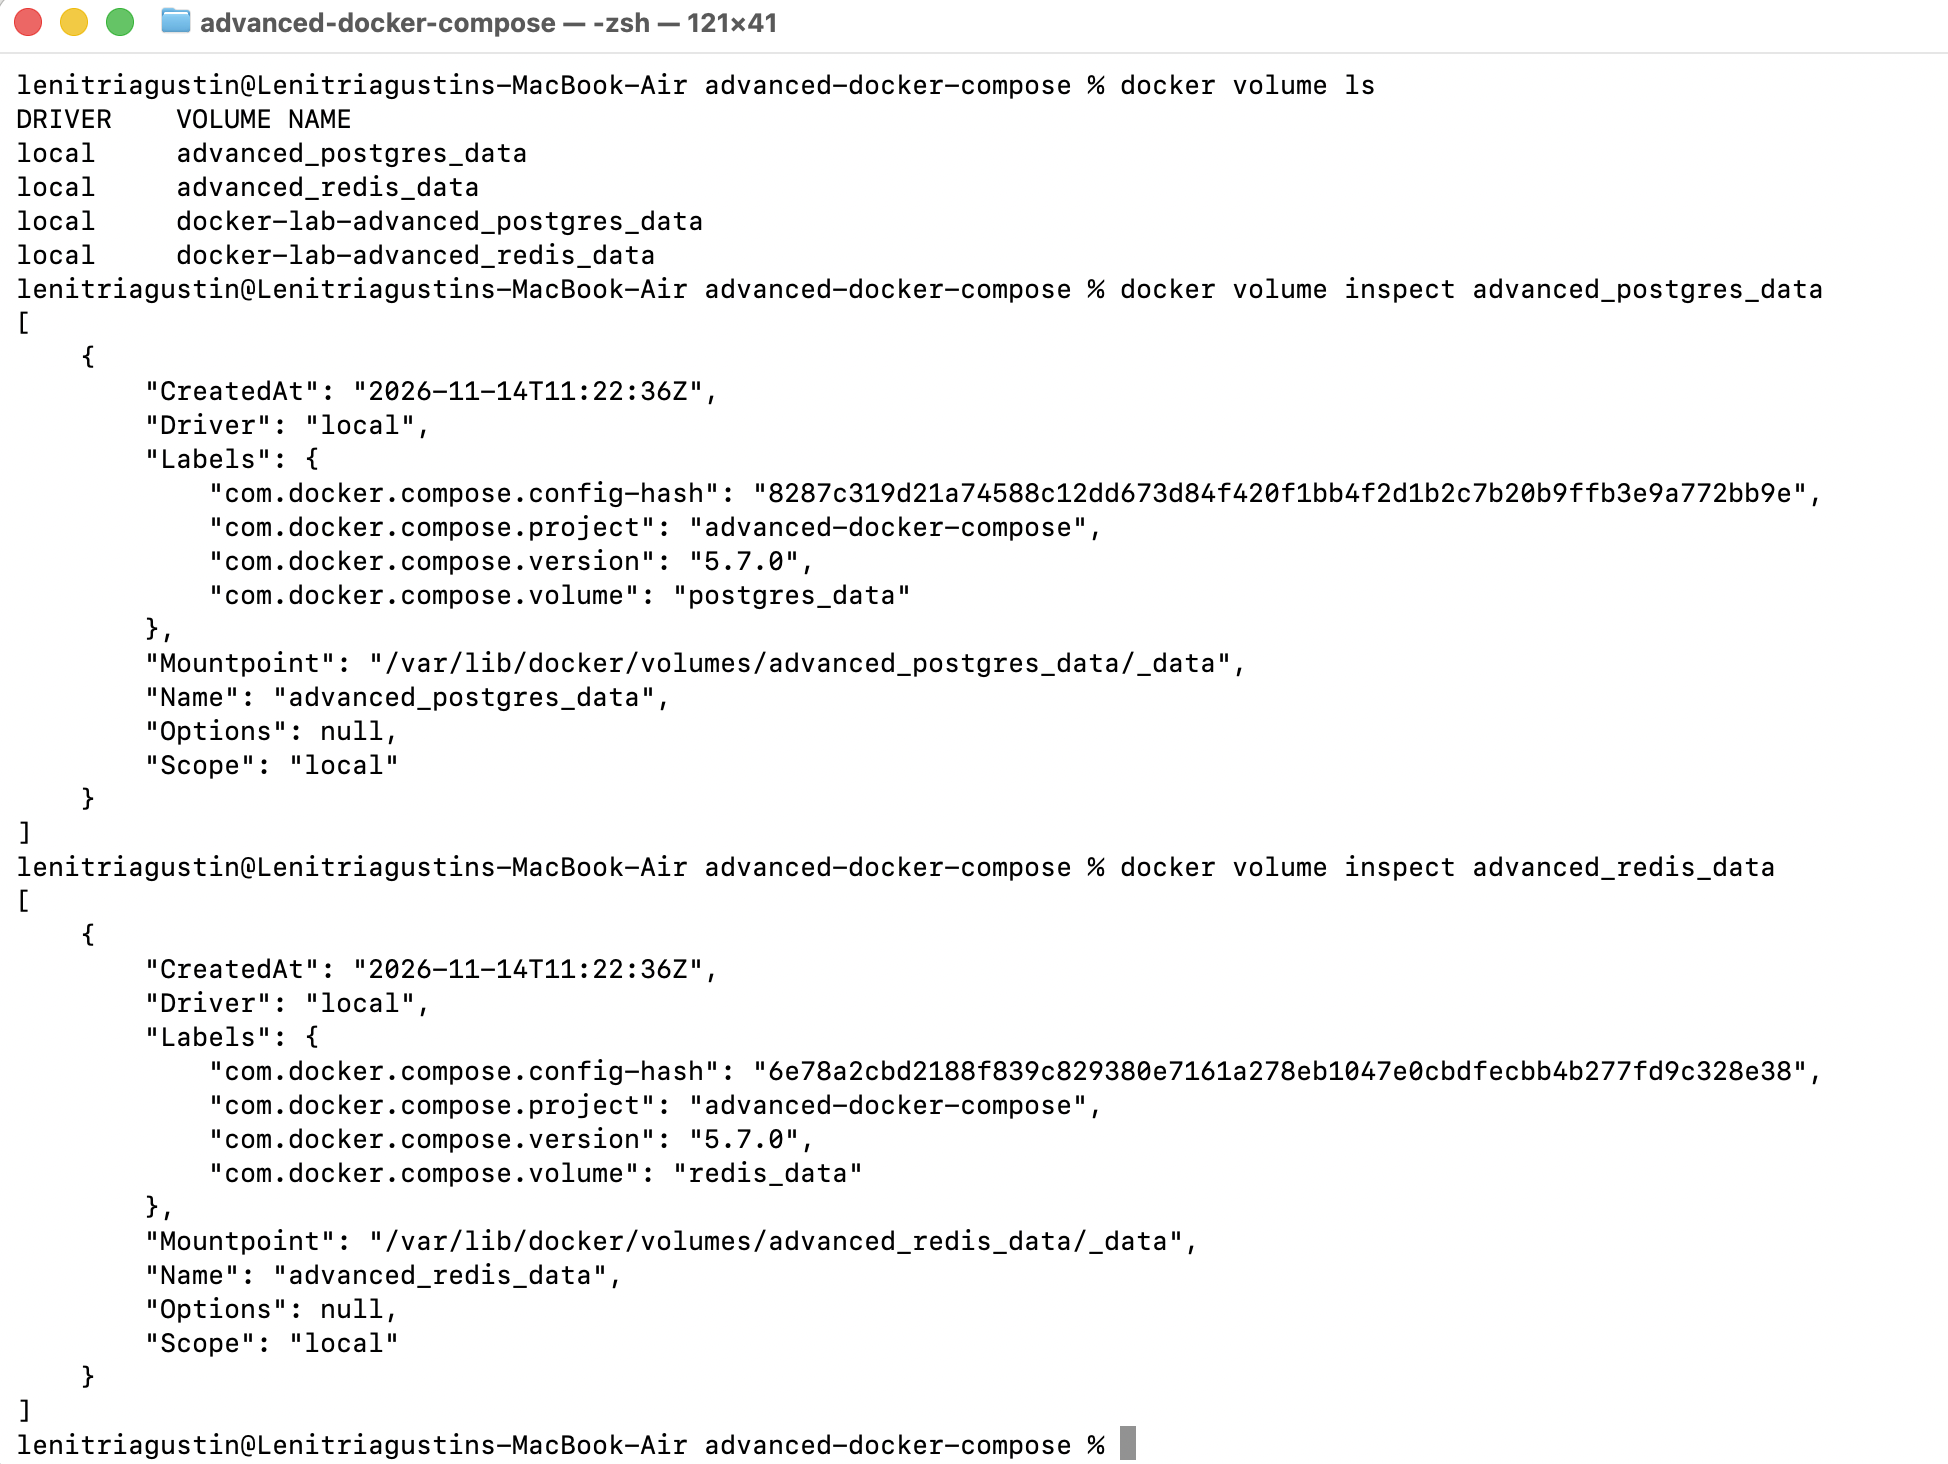 advanced-docker-compose — -zsh — 121×41
lenitriagustin@Lenitriagustins-MacBook-Air advanced-docker-compose % docker volume ls
DRIVER    VOLUME NAME
local     advanced_postgres_data
local     advanced_redis_data
local     docker-lab-advanced_postgres_data
local     docker-lab-advanced_redis_data
lenitriagustin@Lenitriagustins-MacBook-Air advanced-docker-compose % docker volume inspect advanced_postgres_data
[
    {
        "CreatedAt": "2026-11-14T11:22:36Z",
        "Driver": "local",
        "Labels": {
            "com.docker.compose.config-hash": "8287c319d21a74588c12dd673d84f420f1bb4f2d1b2c7b20b9ffb3e9a772bb9e",
            "com.docker.compose.project": "advanced-docker-compose",
            "com.docker.compose.version": "5.7.0",
            "com.docker.compose.volume": "postgres_data"
        },
        "Mountpoint": "/var/lib/docker/volumes/advanced_postgres_data/_data",
        "Name": "advanced_postgres_data",
        "Options": null,
        "Scope": "local"
    }
]
lenitriagustin@Lenitriagustins-MacBook-Air advanced-docker-compose % docker volume inspect advanced_redis_data
[
    {
        "CreatedAt": "2026-11-14T11:22:36Z",
        "Driver": "local",
        "Labels": {
            "com.docker.compose.config-hash": "6e78a2cbd2188f839c829380e7161a278eb1047e0cbdfecbb4b277fd9c328e38",
            "com.docker.compose.project": "advanced-docker-compose",
            "com.docker.compose.version": "5.7.0",
            "com.docker.compose.volume": "redis_data"
        },
        "Mountpoint": "/var/lib/docker/volumes/advanced_redis_data/_data",
        "Name": "advanced_redis_data",
        "Options": null,
        "Scope": "local"
    }
]
lenitriagustin@Lenitriagustins-MacBook-Air advanced-docker-compose %